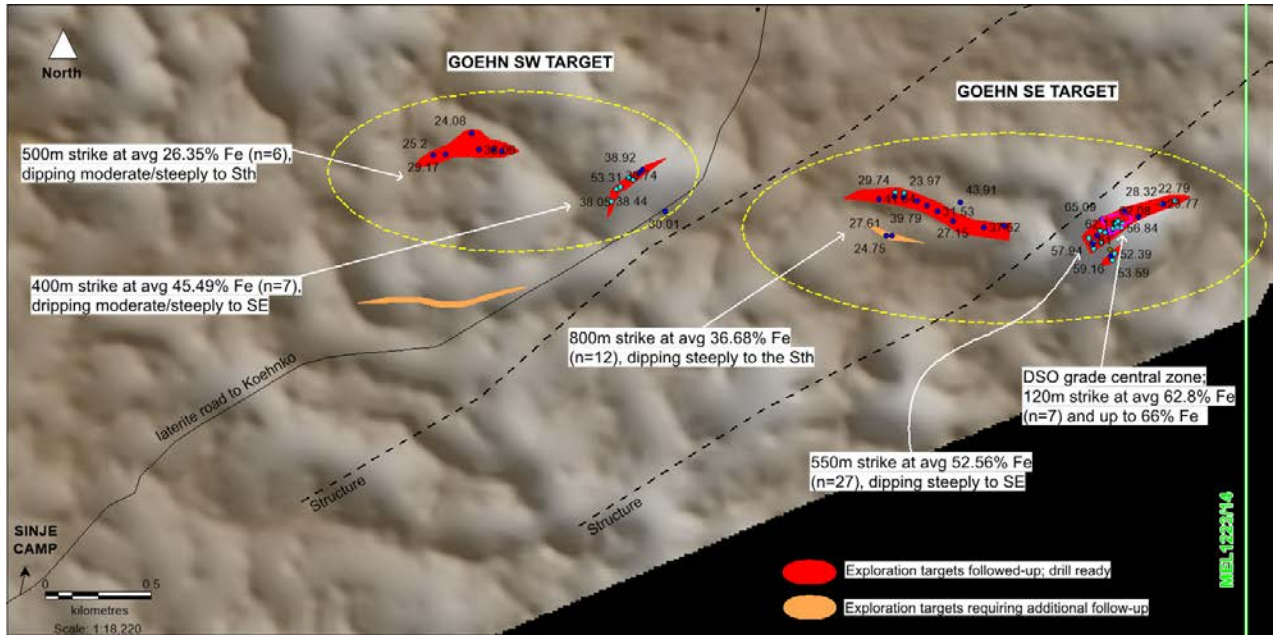 North
GOEHN SW TARGET
GOEHN SE TARGET
24.08
25.2
29.17
38.92
53.31
38.05
38.44
30.01
500m strike at avg 26.35% Fe (n=6),
dipping moderate/steeply to Sth
400m strike at avg 45.49% Fe (n=7),
dripping moderate/steeply to SE
29.74
23.97
43.91
39.79
31.53
27.61
27.15
24.75
28.32
22.79
65.09
56.84
57.94
52.39
59.16
53.59
800m strike at avg 36.68% Fe
(n=12), dipping steeply to the Sth
DSO grade central zone;
120m strike at avg 62.8% Fe
(n=7) and up to 66% Fe
550m strike at avg 52.56% Fe
(n=27), dipping steeply to SE
laterite road to Koehnko
Structure
Structure
MEL1223/14
SINJE
CAMP
0 0.5
kilometres
Scale: 1:18,220
Exploration targets followed-up; drill ready
Exploration targets requiring additional follow-up